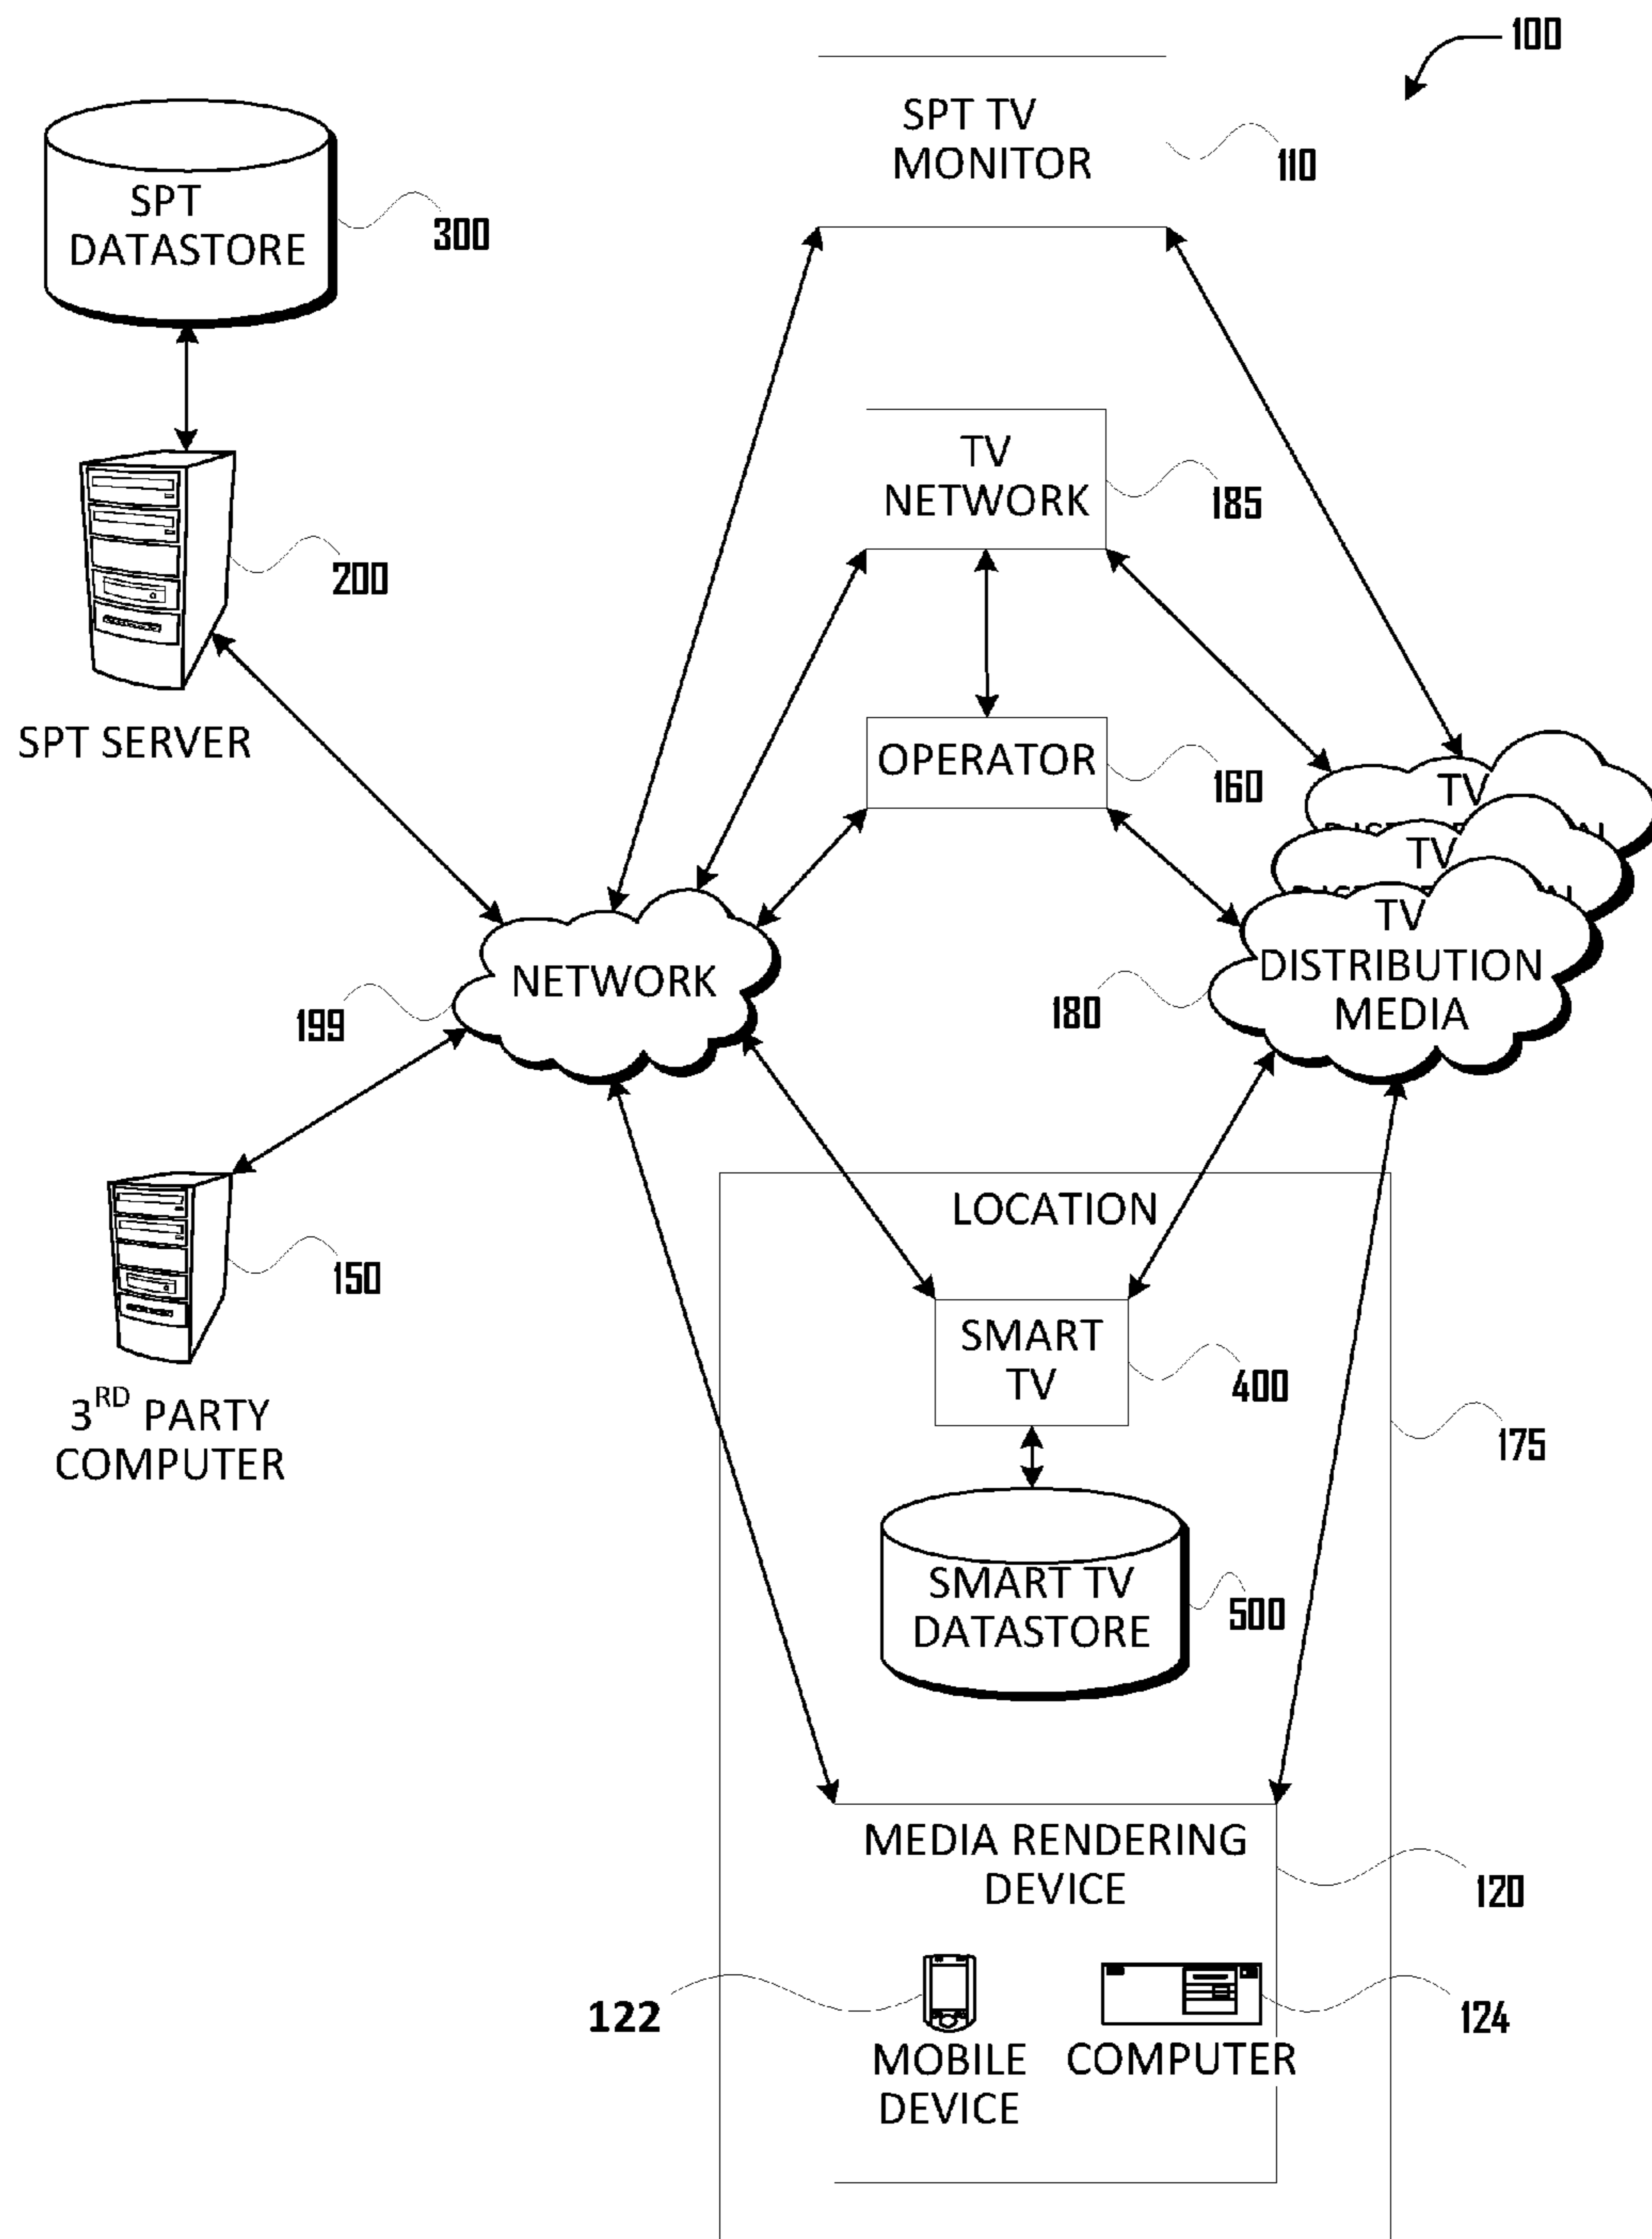 100
SPT TV
MONITOR
110
SPT
DATASTORE
300
TV
NETWORK
185
200
SPT SERVER
OPERATOR
160
TV
TV
TV
DISTRIBUTION
MEDIA
180
NETWORK
199
LOCATION
150
3RD PARTY
COMPUTER
SMART
TV
400
175
SMART TV
DATASTORE
500
MEDIA RENDERING
DEVICE
120
122
124
MOBILE
DEVICE
COMPUTER